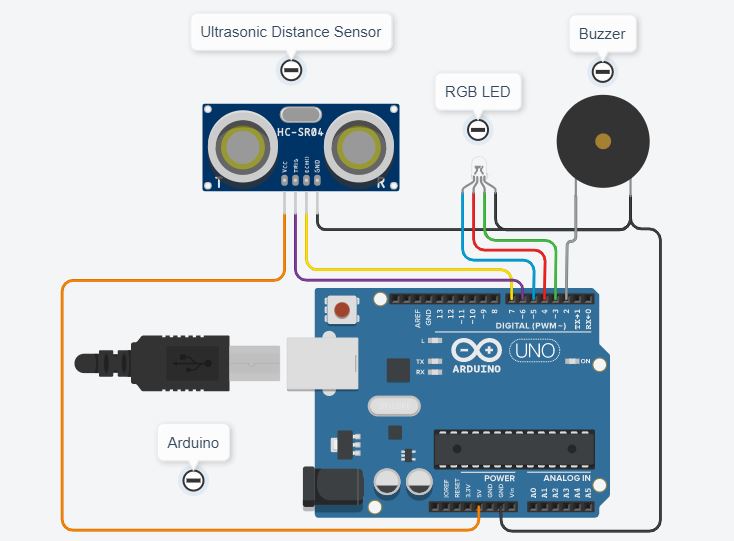 Ultrasonic Distance Sensor
Buzzer
RGB LED
HC-SR04
VCC
TRIG
ECHO
GND
T
R
AREF
GND
13
12
~11
~10
~9
8
7
~6
~5
4
~3
2
TX→1
RX←0
DIGITAL (PWM~)
L
TX
RX
ARDUINO
UNO
ON
Arduino
POWER
ANALOG IN
IOREF
RESET
3.3V
5V
GND
GND
Vin
A0
A1
A2
A3
A4
A5